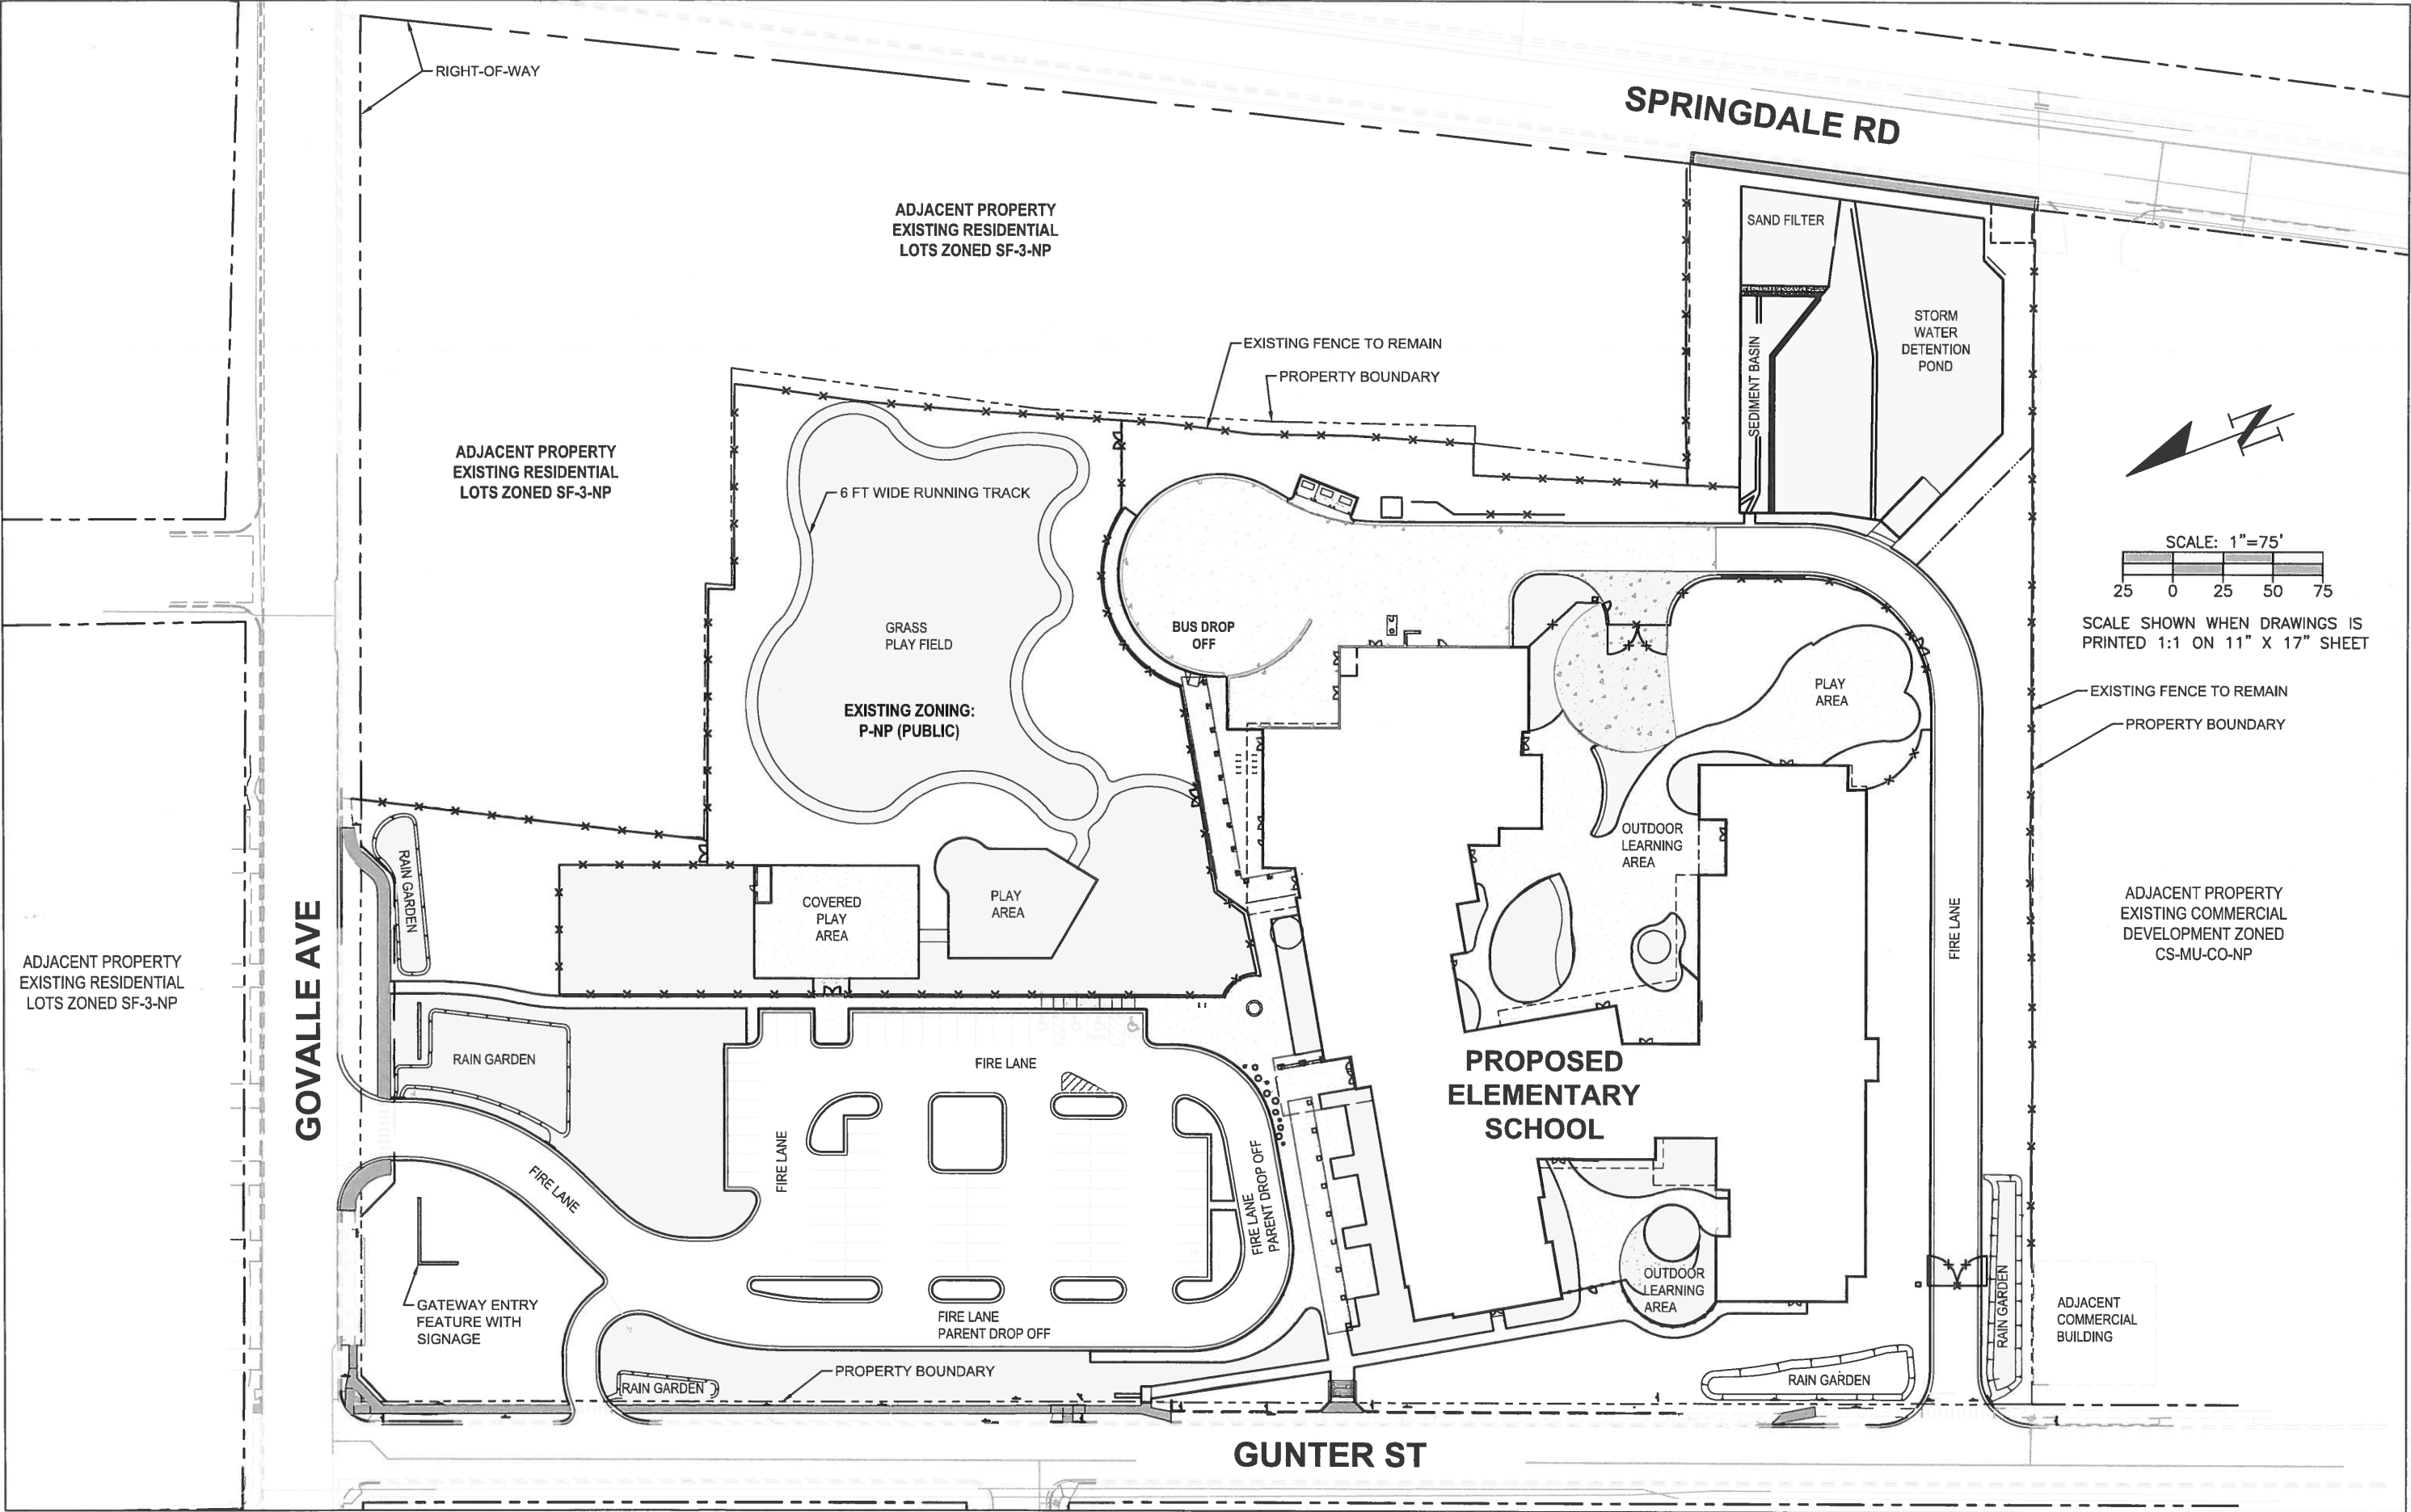 RIGHT-OF-WAY
SPRINGDALE RD
ADJACENT PROPERTY
EXISTING RESIDENTIAL
LOTS ZONED SF-3-NP
SAND FILTER
STORM
WATER
DETENTION
POND
SEDIMENT BASIN
EXISTING FENCE TO REMAIN
PROPERTY BOUNDARY
ADJACENT PROPERTY
EXISTING RESIDENTIAL
LOTS ZONED SF-3-NP
6 FT WIDE RUNNING TRACK
N
SCALE: 1"=75'
25 0 25 50 75
SCALE SHOWN WHEN DRAWINGS IS
PRINTED 1:1 ON 11" X 17" SHEET
GRASS
PLAY FIELD
BUS DROP
OFF
EXISTING ZONING:
P-NP (PUBLIC)
PLAY
AREA
EXISTING FENCE TO REMAIN
PROPERTY BOUNDARY
OUTDOOR
LEARNING
AREA
RAIN GARDEN
COVERED
PLAY
AREA
PLAY
AREA
FIRE LANE
ADJACENT PROPERTY
EXISTING COMMERCIAL
DEVELOPMENT ZONED
CS-MU-CO-NP
ADJACENT PROPERTY
EXISTING RESIDENTIAL
LOTS ZONED SF-3-NP
GOVALLE AVE
RAIN GARDEN
FIRE LANE
PROPOSED
ELEMENTARY
SCHOOL
FIRE LANE
FIRE LANE
FIRE LANE
PARENT DROP OFF
GATEWAY ENTRY
FEATURE WITH
SIGNAGE
FIRE LANE
PARENT DROP OFF
OUTDOOR
LEARNING
AREA
RAIN GARDEN
ADJACENT
COMMERCIAL
BUILDING
PROPERTY BOUNDARY
RAIN GARDEN
RAIN GARDEN
GUNTER ST